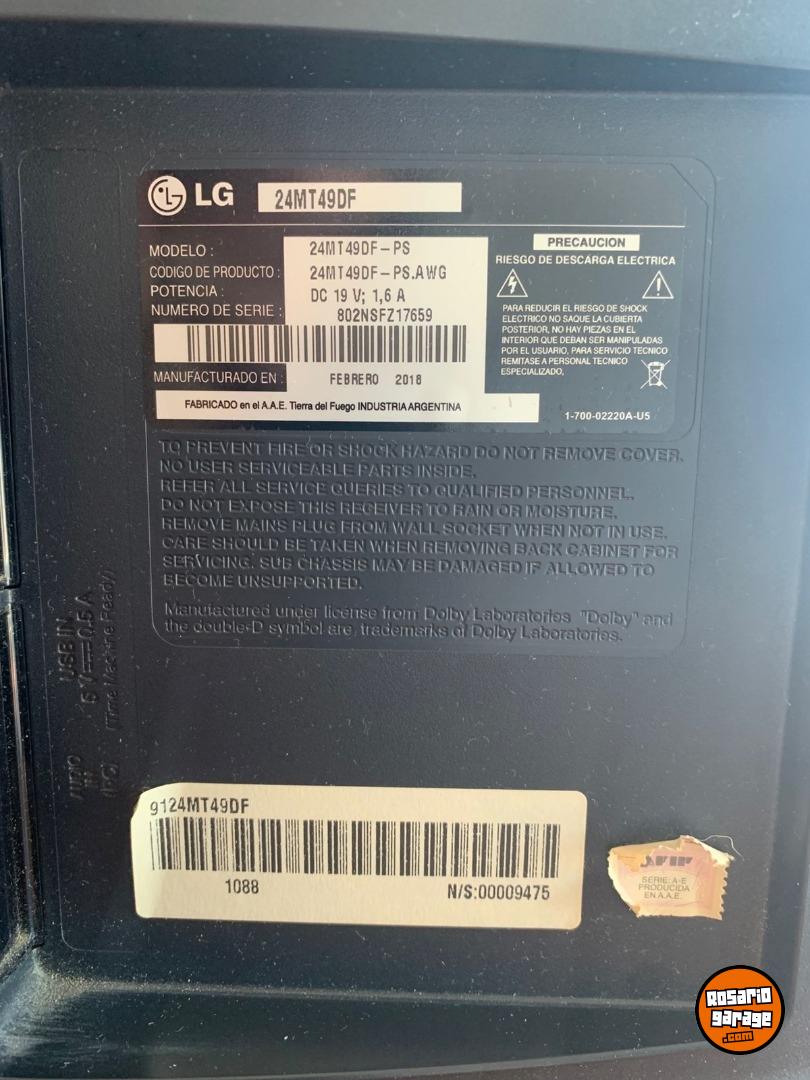 LG 24MT49DF
MODELO : 24MT49DF-PS
CODIGO DE PRODUCTO : 24MT49DF-PS.AWG
POTENCIA : DC 19 V; 1,6 A
NUMERO DE SERIE : 802NSFZ17659
MANUFACTURADO EN : FEBRERO 2018
FABRICADO en el A.A.E. Tierra del Fuego INDUSTRIA ARGENTINA
PRECAUCION
RIESGO DE DESCARGA ELECTRICA
PARA REDUCIR EL RIESGO DE SHOCK
ELECTRICO NO SAQUE LA CUBIERTA
POSTERIOR, NO HAY PIEZAS EN EL
INTERIOR QUE DEBAN SER MANIPULADAS
POR EL USUARIO, PARA SERVICIO TECNICO
REMITASE A PERSONAL TECNICO
ESPECIALIZADO,
1-700-02220A-U5
TO PREVENT FIRE OR SHOCK HAZARD DO NOT REMOVE COVER.
NO USER SERVICEABLE PARTS INSIDE.
REFER ALL SERVICE QUERIES TO QUALIFIED PERSONNEL.
DO NOT EXPOSE THIS RECEIVER TO RAIN OR MOISTURE.
REMOVE MAINS PLUG FROM WALL SOCKET WHEN NOT IN USE.
CARE SHOULD BE TAKEN WHEN REMOVING BACK CABINET FOR
SERVICING. SUB CHASSIS MAY BE DAMAGED IF ALLOWED TO
BECOME UNSUPPORTED.
Manufactured under license from Dolby Laboratories "Dolby" and
the double-D symbol are trademarks of Dolby Laboratories.
USB IN
5 V 0.5 A
(Time Machine Ready)
AUDIO
IN
(PC)
9124MT49DF
1088
N/S:00009475
SERIE: A-E
PRODUCIDA
EN A.A.E.
Rosario
garage
.com